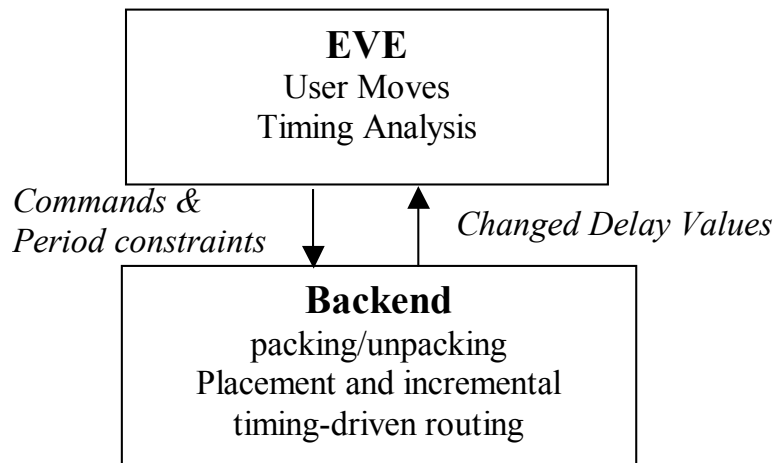 EVE
User Moves
Timing Analysis
Commands &
Period constraints
Changed Delay Values
Backend
packing/unpacking
Placement and incremental
timing-driven routing